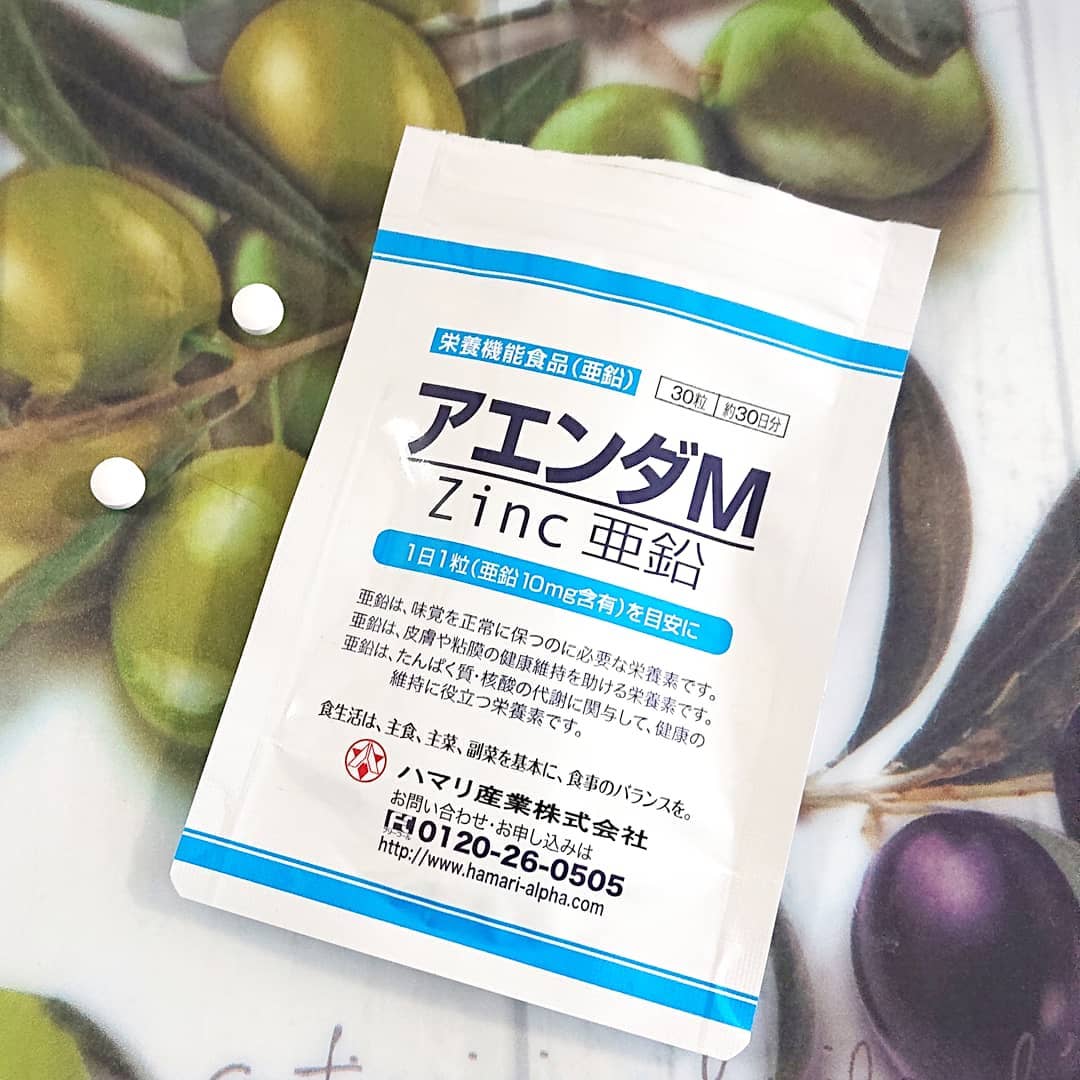 栄養機能食品(亜鉛)
30粒 約30日分
アエンダM
Zinc 亜鉛
1日1粒(亜鉛10mg含有)を目安に
亜鉛は、味覚を正常に保つのに必要な栄養素です。
亜鉛は、皮膚や粘膜の健康維持を助ける栄養素です。
亜鉛は、たんぱく質・核酸の代謝に関与して、健康の
維持に役立つ栄養素です。
食生活は、主食、主菜、副菜を基本に、食事のバランスを。
ハマリ産業株式会社
お問い合わせ・お申し込みは
0120-26-0505
http://www.hamari-alpha.com